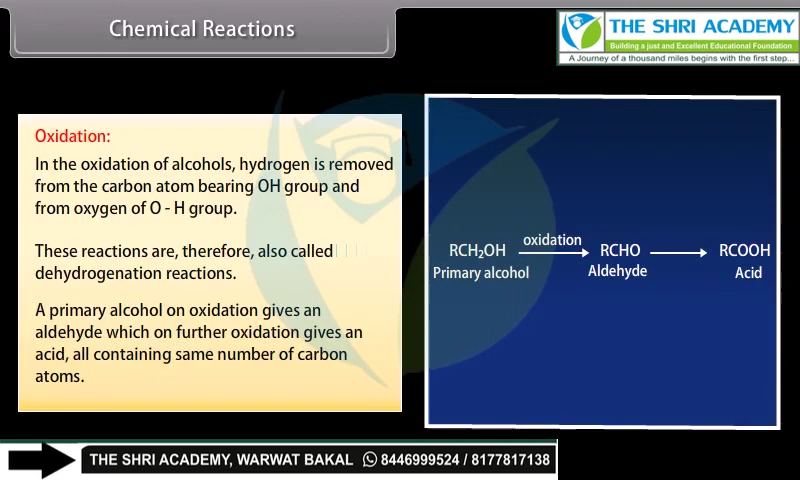 Chemical Reactions
THE SHRI ACADEMY
Building a just and Excellent Educational Foundation
A Journey of a thousand miles begins with the first step...
Oxidation:
In the oxidation of alcohols, hydrogen is removed
from the carbon atom bearing OH group and
from oxygen of O - H group.
These reactions are, therefore, also called
dehydrogenation reactions.
A primary alcohol on oxidation gives an
aldehyde which on further oxidation gives an
acid, all containing same number of carbon
atoms.
oxidation
RCH₂OH RCHO RCOOH
Primary alcohol Aldehyde Acid
THE SHRI ACADEMY, WARWAT BAKAL 8446999524 / 8177817138